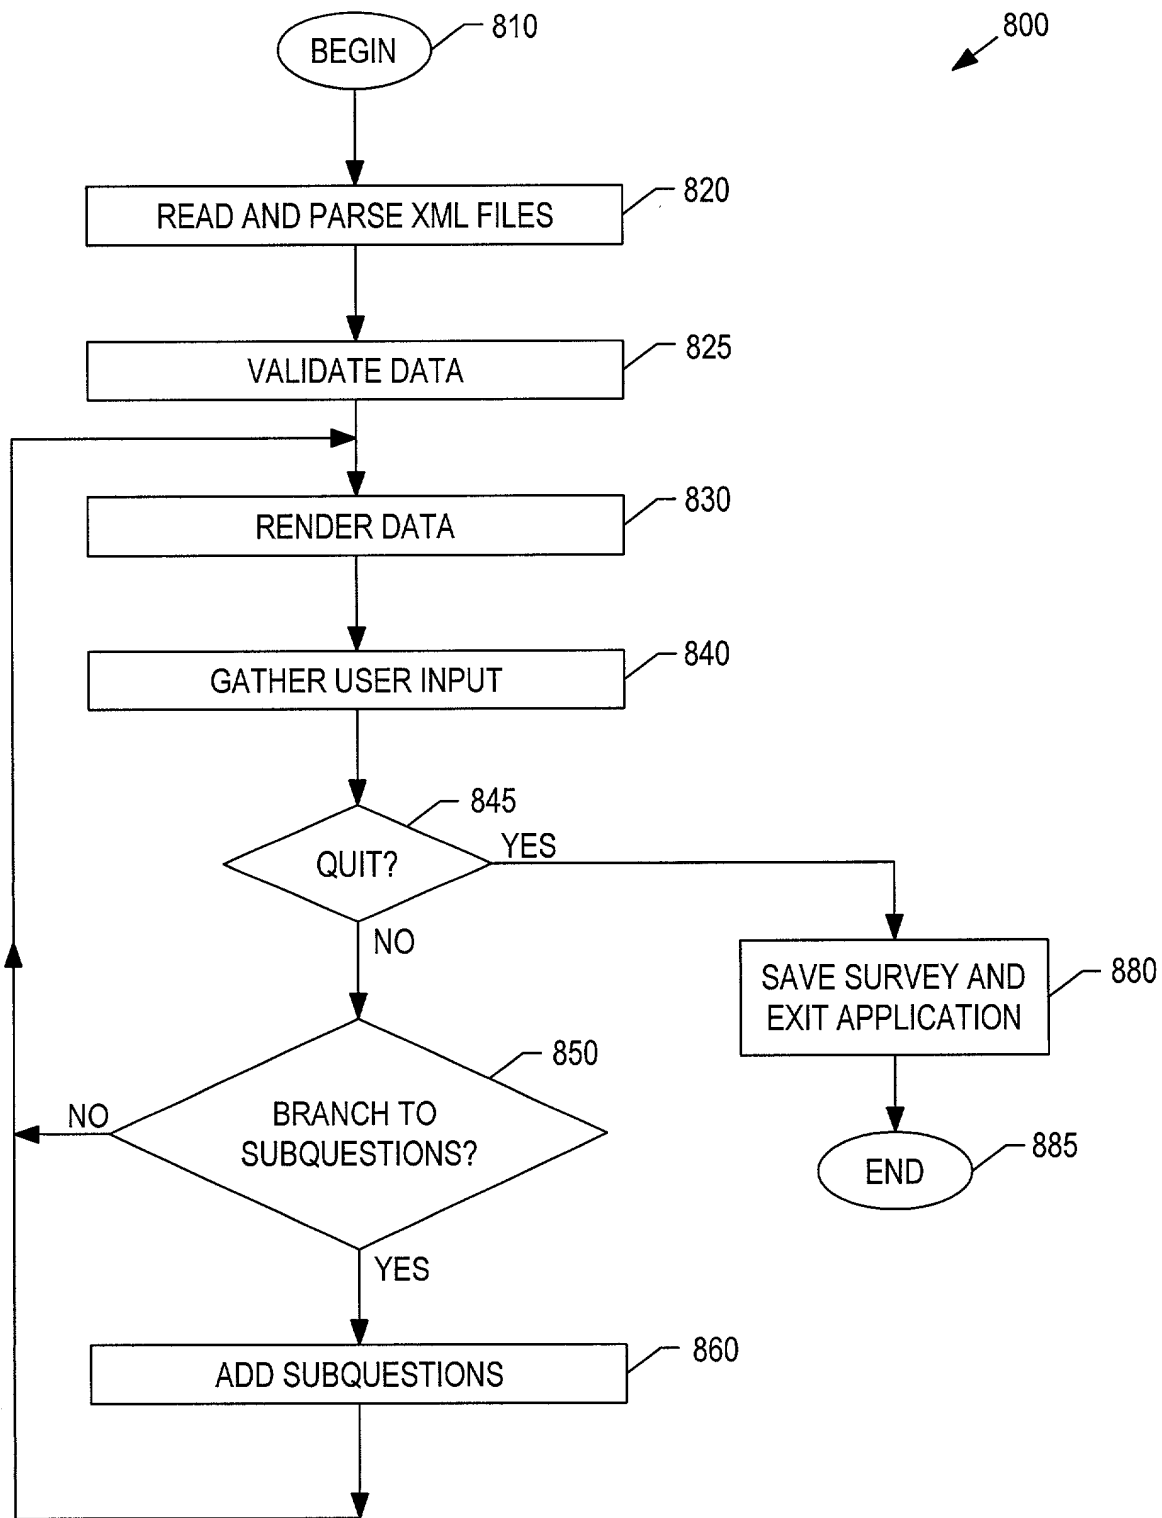 BEGIN
810
800
READ AND PARSE XML FILES
820
VALIDATE DATA
825
RENDER DATA
830
GATHER USER INPUT
840
845
QUIT?
YES
NO
SAVE SURVEY AND
EXIT APPLICATION
880
850
NO
BRANCH TO
SUBQUESTIONS?
END
885
YES
ADD SUBQUESTIONS
860